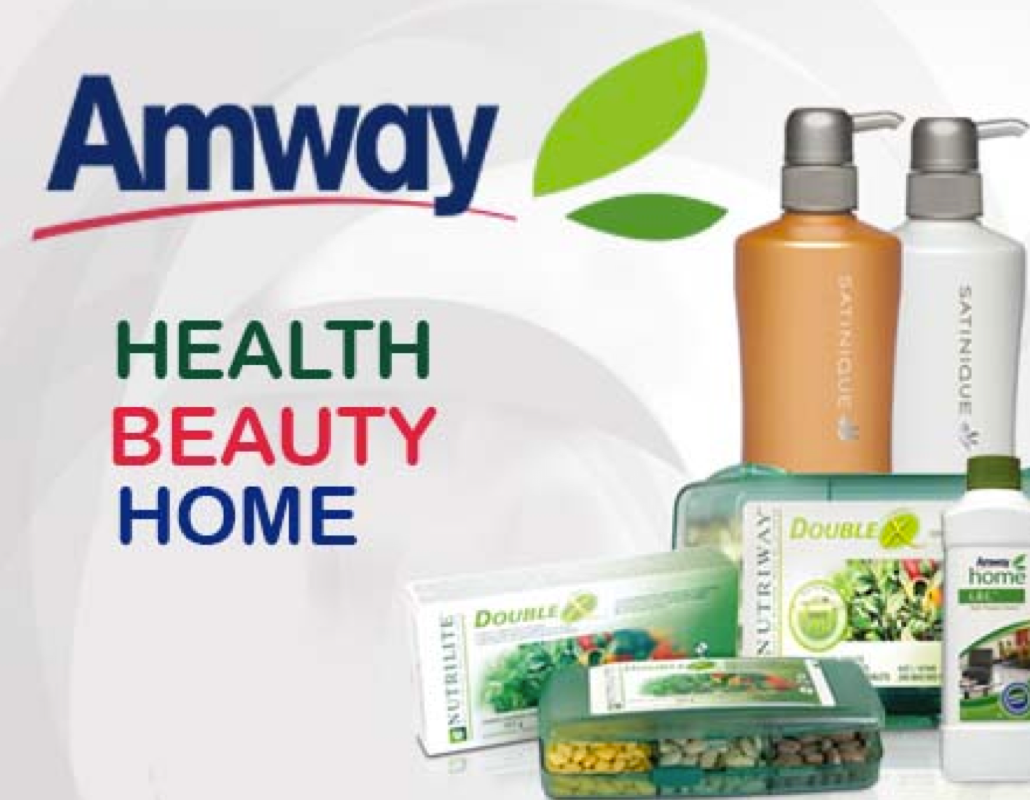 Amway
HEALTH
BEAUTY
HOME
SATINIQUE
SATINIQUE
NUTRIWAY
DOUBLE X
Amway
home
L.O.C.
NUTRILITE
DOUBLE X